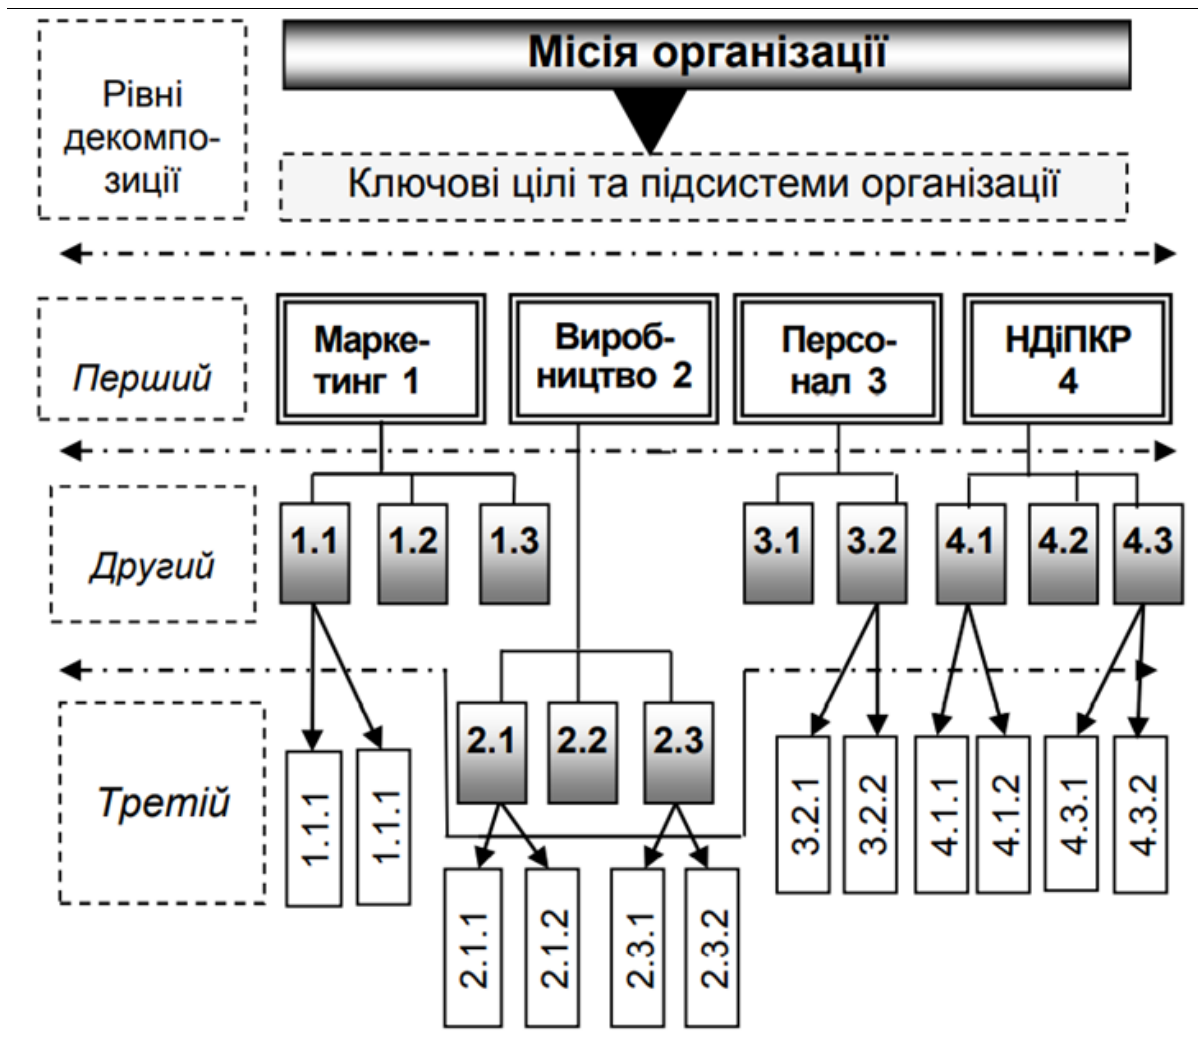 Місія організації
Рівні
декомпо-
зиції
Ключові цілі та підсистеми організації
Перший
Марке-
тинг 1
Вироб-
ництво 2
Персо-
нал 3
НДіПКР
4
Другий
1.1
1.2
1.3
3.1
3.2
4.1
4.2
4.3
2.1
2.2
2.3
Третій
1.1.1
1.1.1
2.1.1
2.1.2
2.3.1
2.3.2
3.2.1
3.2.2
4.1.1
4.1.2
4.3.1
4.3.2